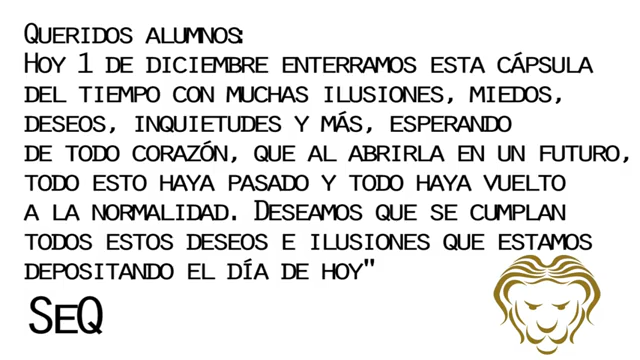 Queridos alumnos:
Hoy 1 de diciembre enterramos esta cápsula
del tiempo con muchas ilusiones, miedos,
deseos, inquietudes y más, esperando
de todo corazón, que al abrirla en un futuro,
todo esto haya pasado y todo haya vuelto
a la normalidad. Deseamos que se cumplan
todos estos deseos e ilusiones que estamos
depositando el día de hoy"
SeQ